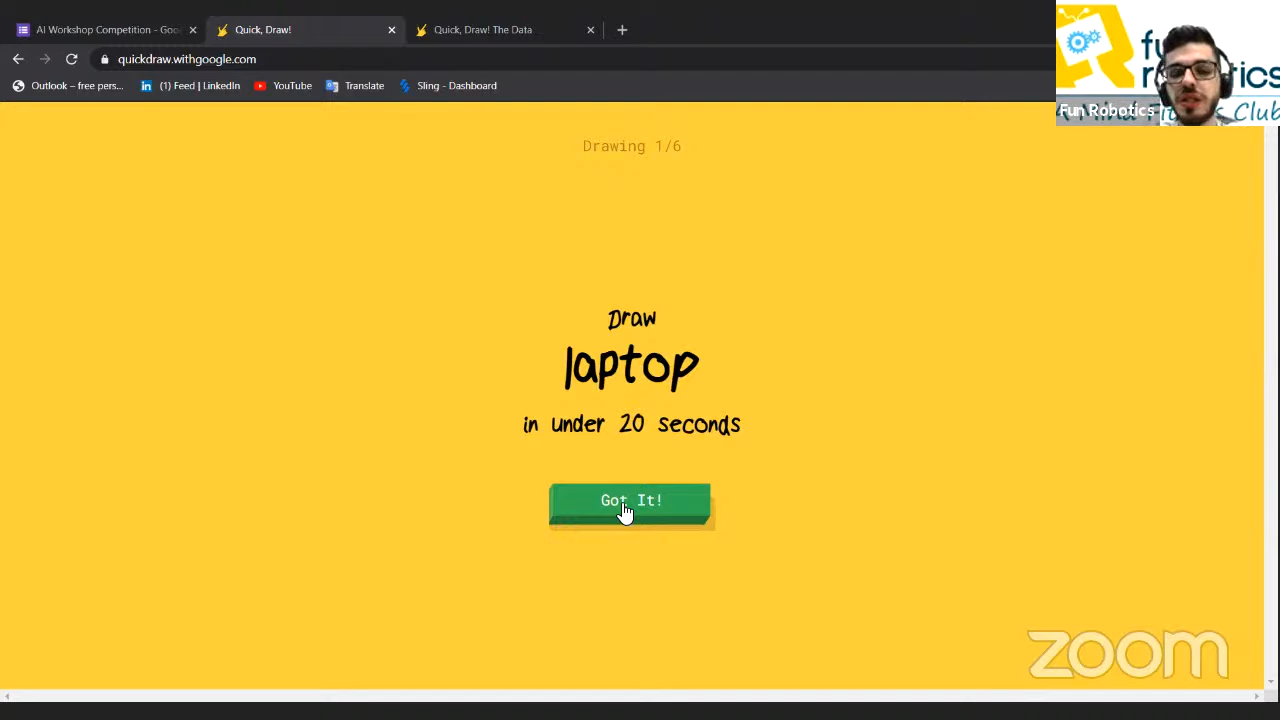 AI Workshop Competition - Goo
Quick, Draw!
Quick, Draw! The Data
quickdraw.withgoogle.com
Outlook – free pers...
(1) Feed | LinkedIn
YouTube
Translate
Sling - Dashboard
Fun Robotics
Drawing 1/6
Draw
laptop
in under 20 seconds
Got It!
zoom